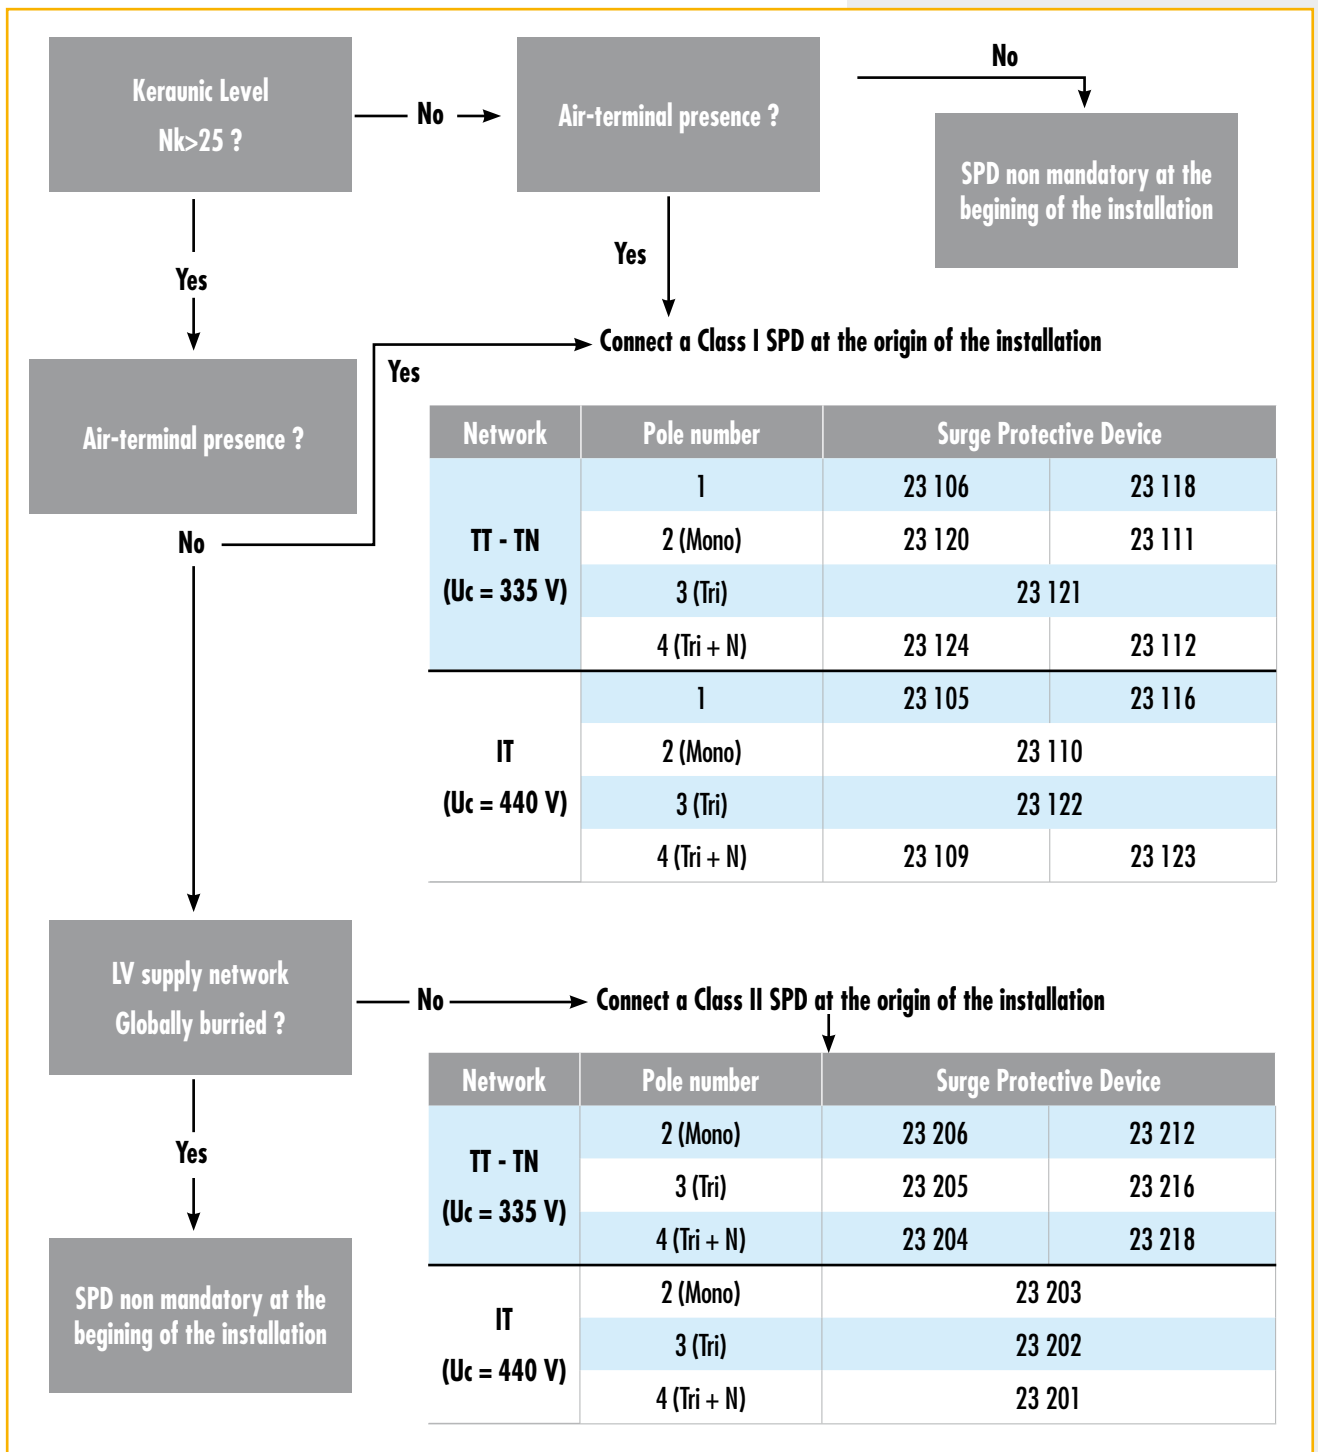 Keraunic Level
Nk>25 ?
No
Air-terminal presence ?
No
SPD non mandatory at the
begining of the installation
Yes
Yes
Connect a Class I SPD at the origin of the installation
Air-terminal presence ?
Yes
No
Network Pole number Surge Protective Device
TT - TN
(Uc = 335 V)
1 23 106 23 118
2 (Mono) 23 120 23 111
3 (Tri) 23 121
4 (Tri + N) 23 124 23 112
IT
(Uc = 440 V)
1 23 105 23 116
2 (Mono) 23 110
3 (Tri) 23 122
4 (Tri + N) 23 109 23 123
LV supply network
Globally burried ?
No
Connect a Class II SPD at the origin of the installation
Network Pole number Surge Protective Device
TT - TN
(Uc = 335 V)
2 (Mono) 23 206 23 212
3 (Tri) 23 205 23 216
4 (Tri + N) 23 204 23 218
IT
(Uc = 440 V)
2 (Mono) 23 203
3 (Tri) 23 202
4 (Tri + N) 23 201
Yes
SPD non mandatory at the
begining of the installation